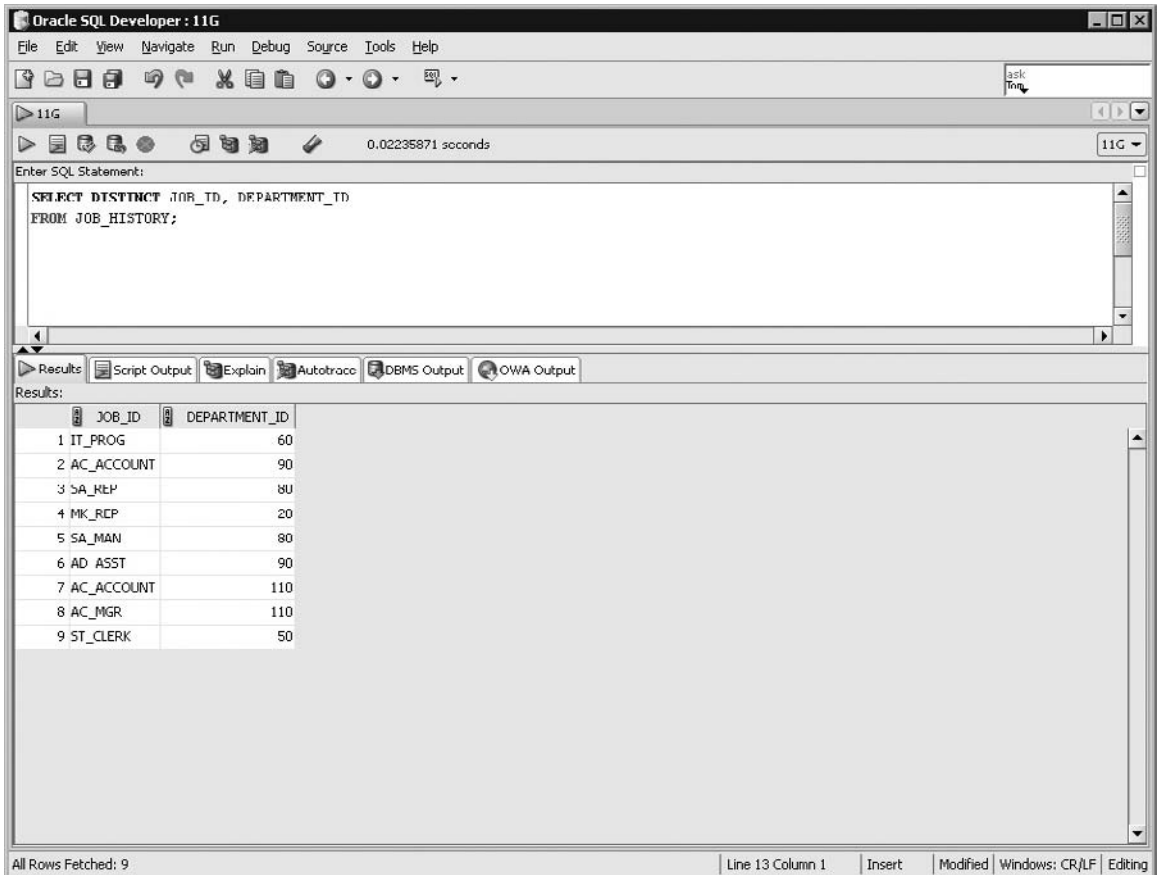 Oracle SQL Developer : 11G
File Edit View Navigate Run Debug Source Tools Help
ask
Tom
11G
0.02235871 seconds
11G
Enter SQL Statement:
SELECT DISTINCT JOB_ID, DEPARTMENT_ID
FROM JOB_HISTORY;
Results Script Output Explain Autotrace DBMS Output OWA Output
Results:
JOB_ID DEPARTMENT_ID
1 IT_PROG 60
2 AC_ACCOUNT 90
3 SA_REP 80
4 MK_REP 20
5 SA_MAN 80
6 AD_ASST 90
7 AC_ACCOUNT 110
8 AC_MGR 110
9 ST_CLERK 50
All Rows Fetched: 9 Line 13 Column 1 Insert Modified Windows: CR/LF Editing